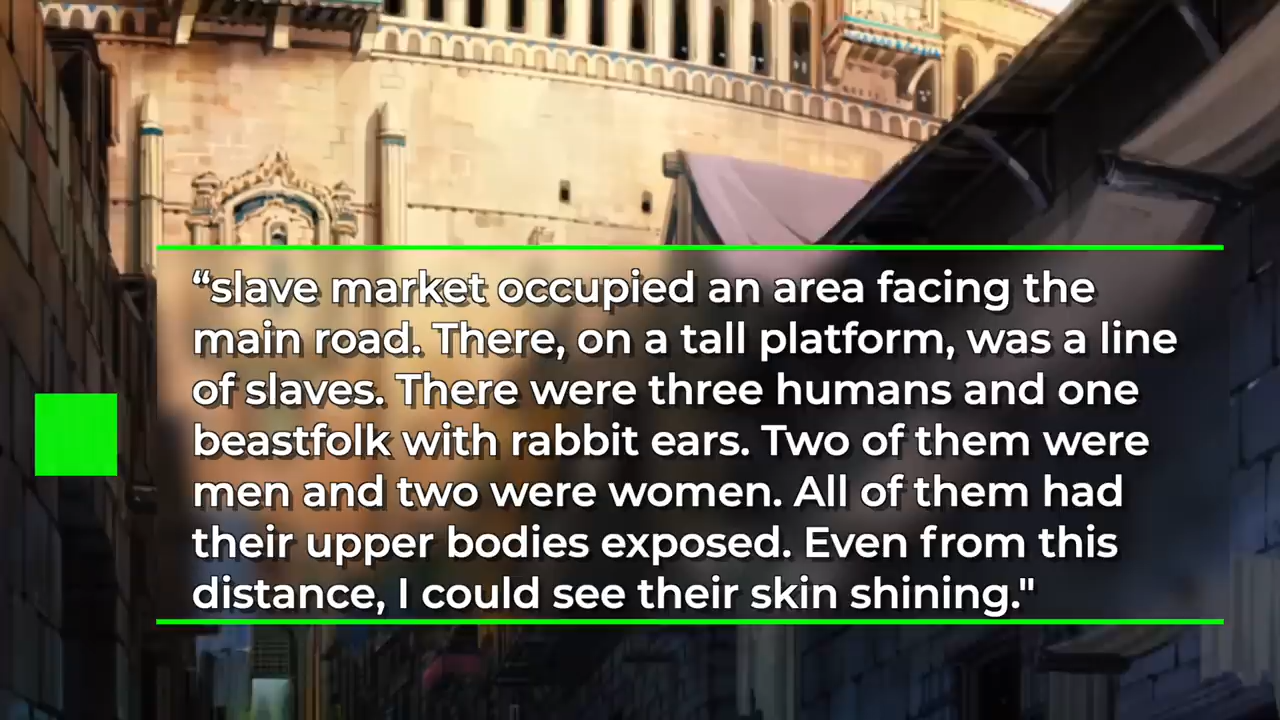 “slave market occupied an area facing the
main road. There, on a tall platform, was a line
of slaves. There were three humans and one
beastfolk with rabbit ears. Two of them were
men and two were women. All of them had
their upper bodies exposed. Even from this
distance, I could see their skin shining."